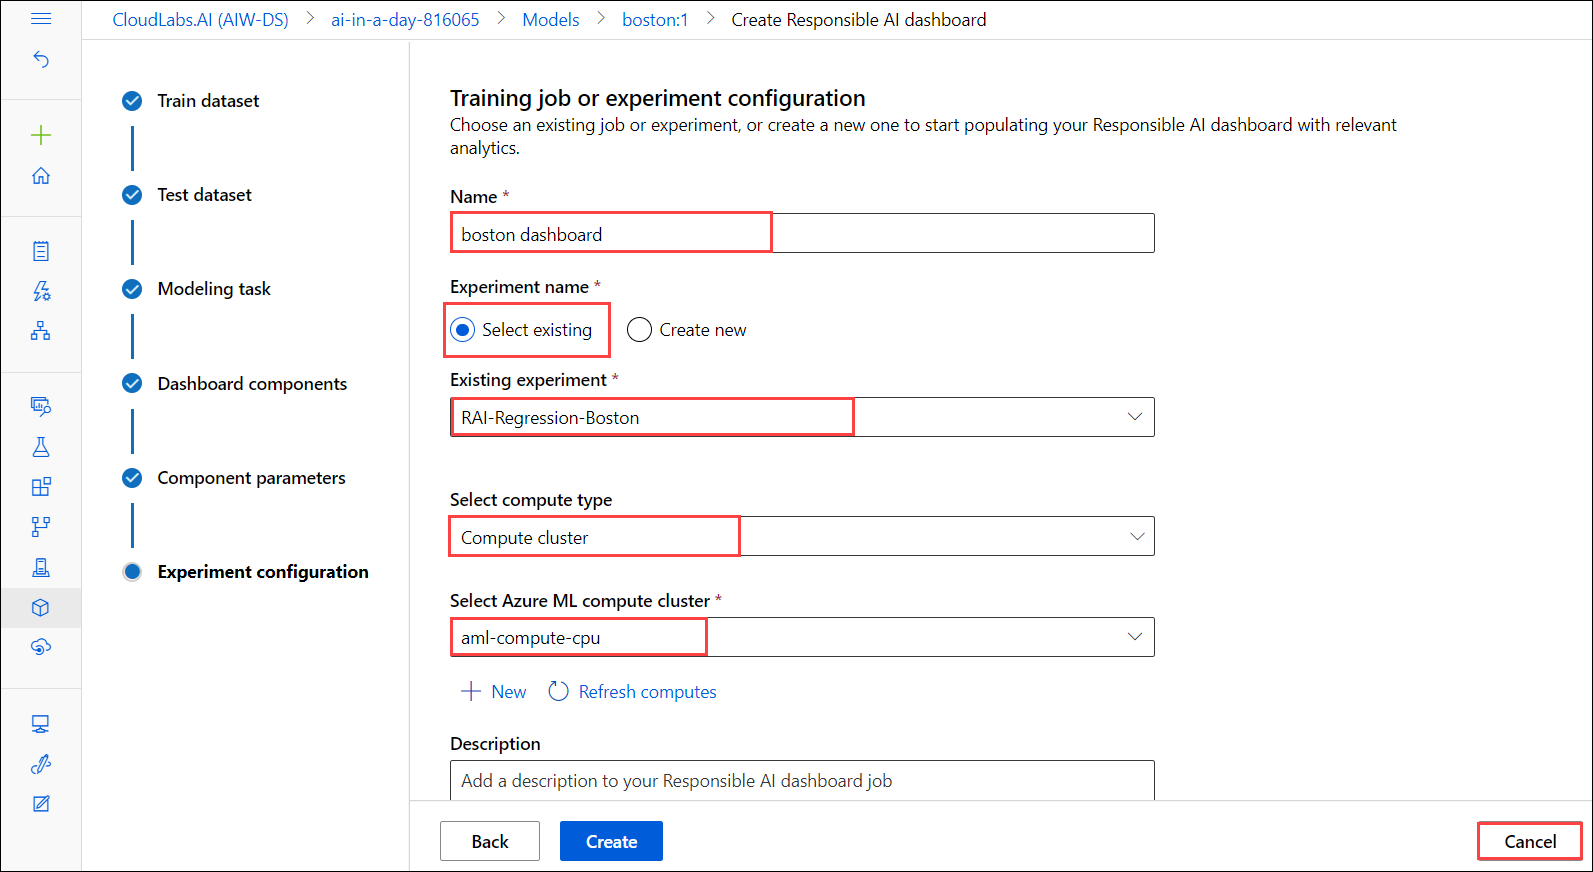 CloudLabs.AI (AIW-DS) > ai-in-a-day-816065 > Models > boston:1 > Create Responsible AI dashboard
Train dataset
Test dataset
Modeling task
Dashboard components
Component parameters
Experiment configuration
Training job or experiment configuration
Choose an existing job or experiment, or create a new one to start populating your Responsible AI dashboard with relevant
analytics.
Name *
boston dashboard
Experiment name *
Select existing Create new
Existing experiment *
RAI-Regression-Boston
Select compute type
Compute cluster
Select Azure ML compute cluster *
aml-compute-cpu
New Refresh computes
Description
Add a description to your Responsible AI dashboard job
Back Create Cancel